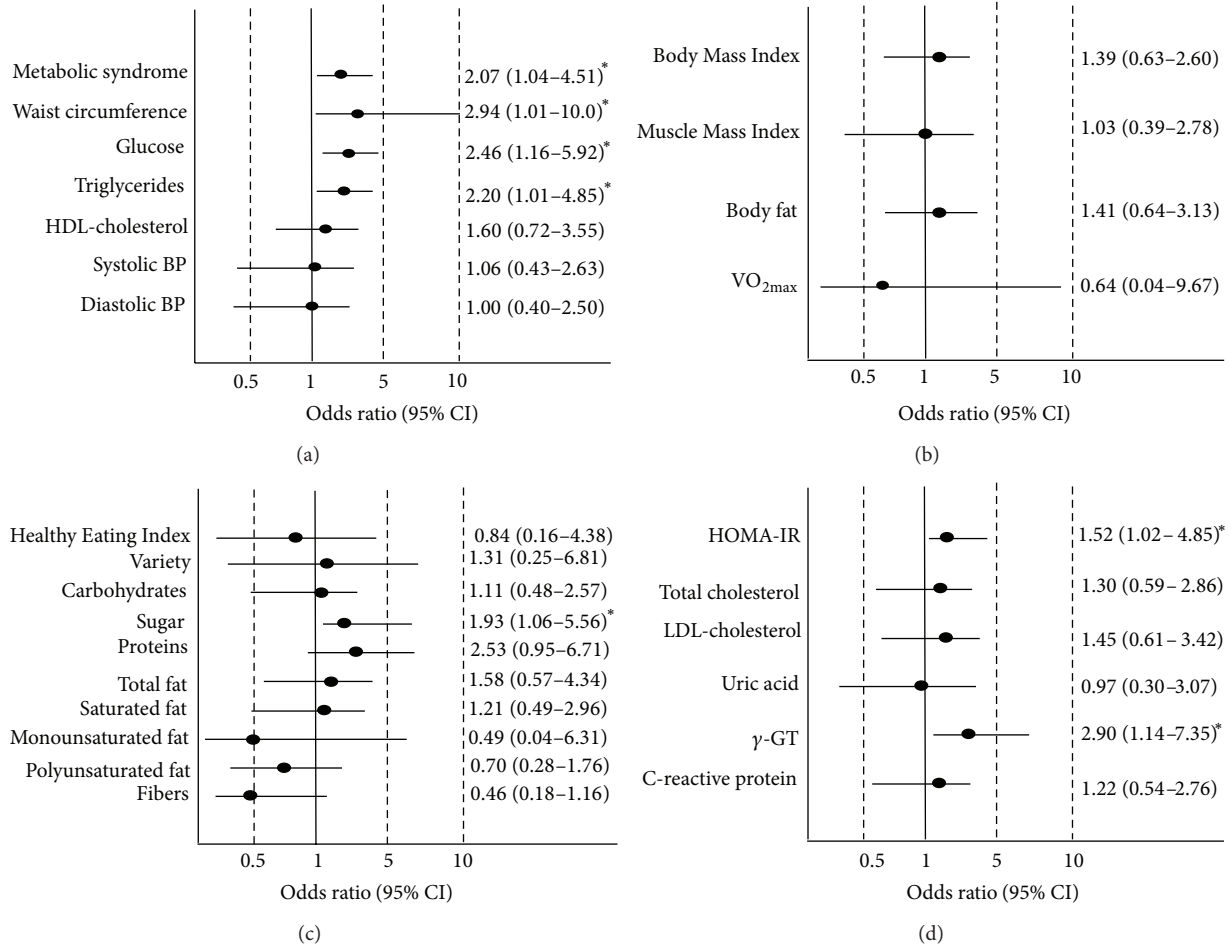 Metabolic syndrome 2.07 (1.04–4.51)*
Waist circumference 2.94 (1.01–10.0)*
Glucose 2.46 (1.16–5.92)*
Triglycerides 2.20 (1.01–4.85)*
HDL-cholesterol 1.60 (0.72–3.55)
Systolic BP 1.06 (0.43–2.63)
Diastolic BP 1.00 (0.40–2.50)
0.5 1 5 10
Odds ratio (95% CI)
(a)
Body Mass Index 1.39 (0.63–2.60)
Muscle Mass Index 1.03 (0.39–2.78)
Body fat 1.41 (0.64–3.13)
VO2max 0.64 (0.04–9.67)
0.5 1 5 10
Odds ratio (95% CI)
(b)
Healthy Eating Index 0.84 (0.16–4.38)
Variety 1.31 (0.25–6.81)
Carbohydrates 1.11 (0.48–2.57)
Sugar 1.93 (1.06–5.56)*
Proteins 2.53 (0.95–6.71)
Total fat 1.58 (0.57–4.34)
Saturated fat 1.21 (0.49–2.96)
Monounsaturated fat 0.49 (0.04–6.31)
Polyunsaturated fat 0.70 (0.28–1.76)
Fibers 0.46 (0.18–1.16)
0.5 1 5 10
Odds ratio (95% CI)
(c)
HOMA-IR 1.52 (1.02–4.85)*
Total cholesterol 1.30 (0.59–2.86)
LDL-cholesterol 1.45 (0.61–3.42)
Uric acid 0.97 (0.30–3.07)
γ-GT 2.90 (1.14–7.35)*
C-reactive protein 1.22 (0.54–2.76)
0.5 1 5 10
Odds ratio (95% CI)
(d)